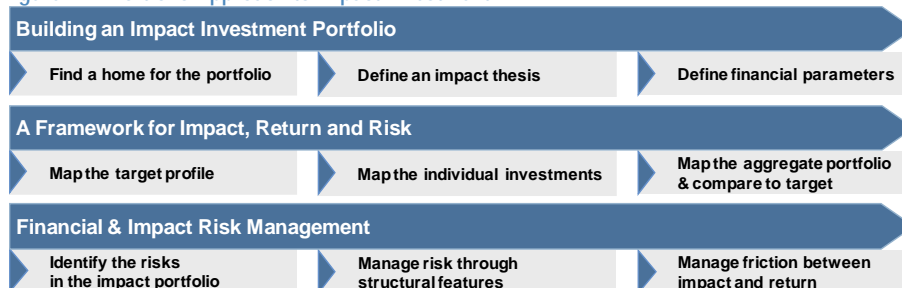 Building an Impact Investment Portfolio
Find a home for the portfolio
Define an impact thesis
Define financial parameters
A Framework for Impact, Return and Risk
Map the target profile
Map the individual investments
Map the aggregate portfolio
& compare to target
Financial & Impact Risk Management
Identify the risks
in the impact portfolio
Manage risk through
structural features
Manage friction between
impact and return